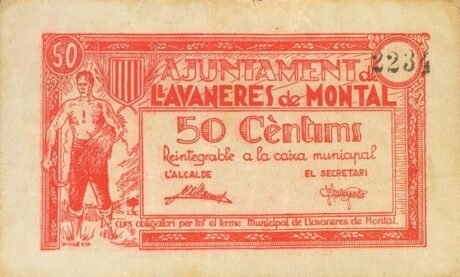 50
AJUNTAMENT de
2234
LLAVANERES de MONTAL
50 Cèntims
Reintegrable a la caixa municipal
L'ALCALDE EL SECRETARI
De curs obligatori per tot el terme Municipal de Llavaneres de Montal.